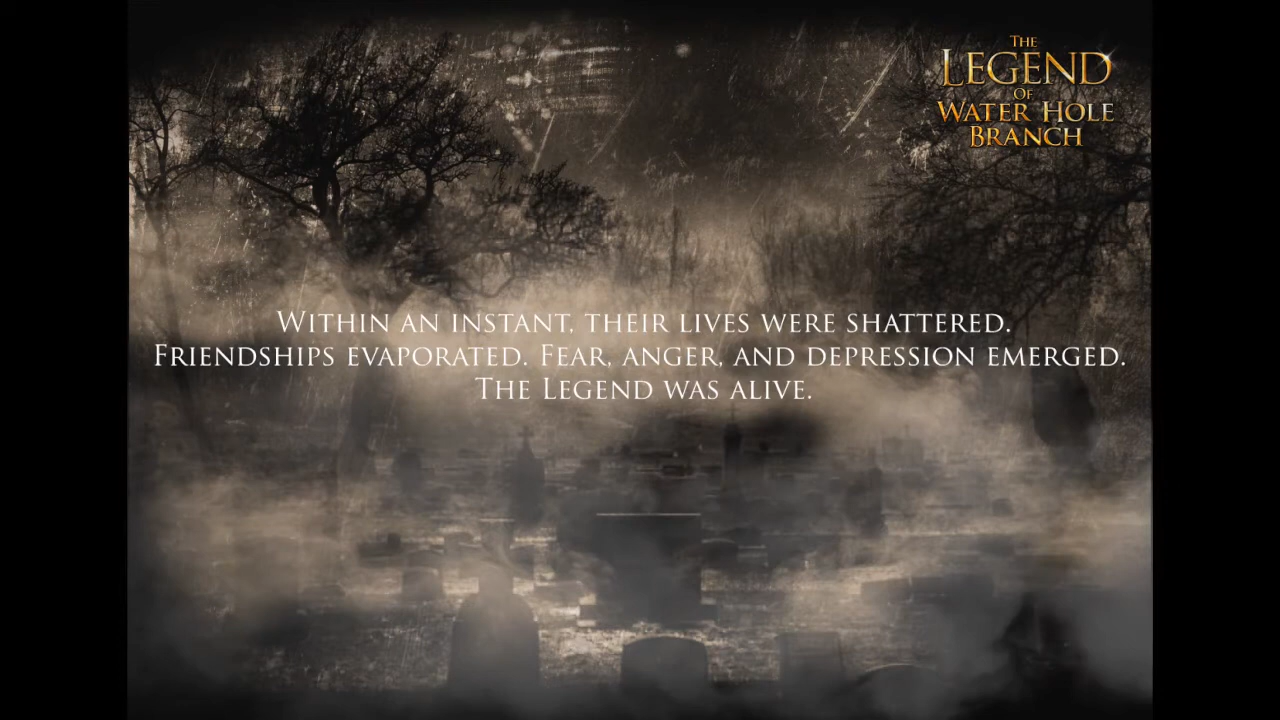 THE
LEGEND
OF
WATER HOLE
BRANCH
WITHIN AN INSTANT, THEIR LIVES WERE SHATTERED.
FRIENDSHIPS EVAPORATED. FEAR, ANGER, AND DEPRESSION EMERGED.
THE LEGEND WAS ALIVE.